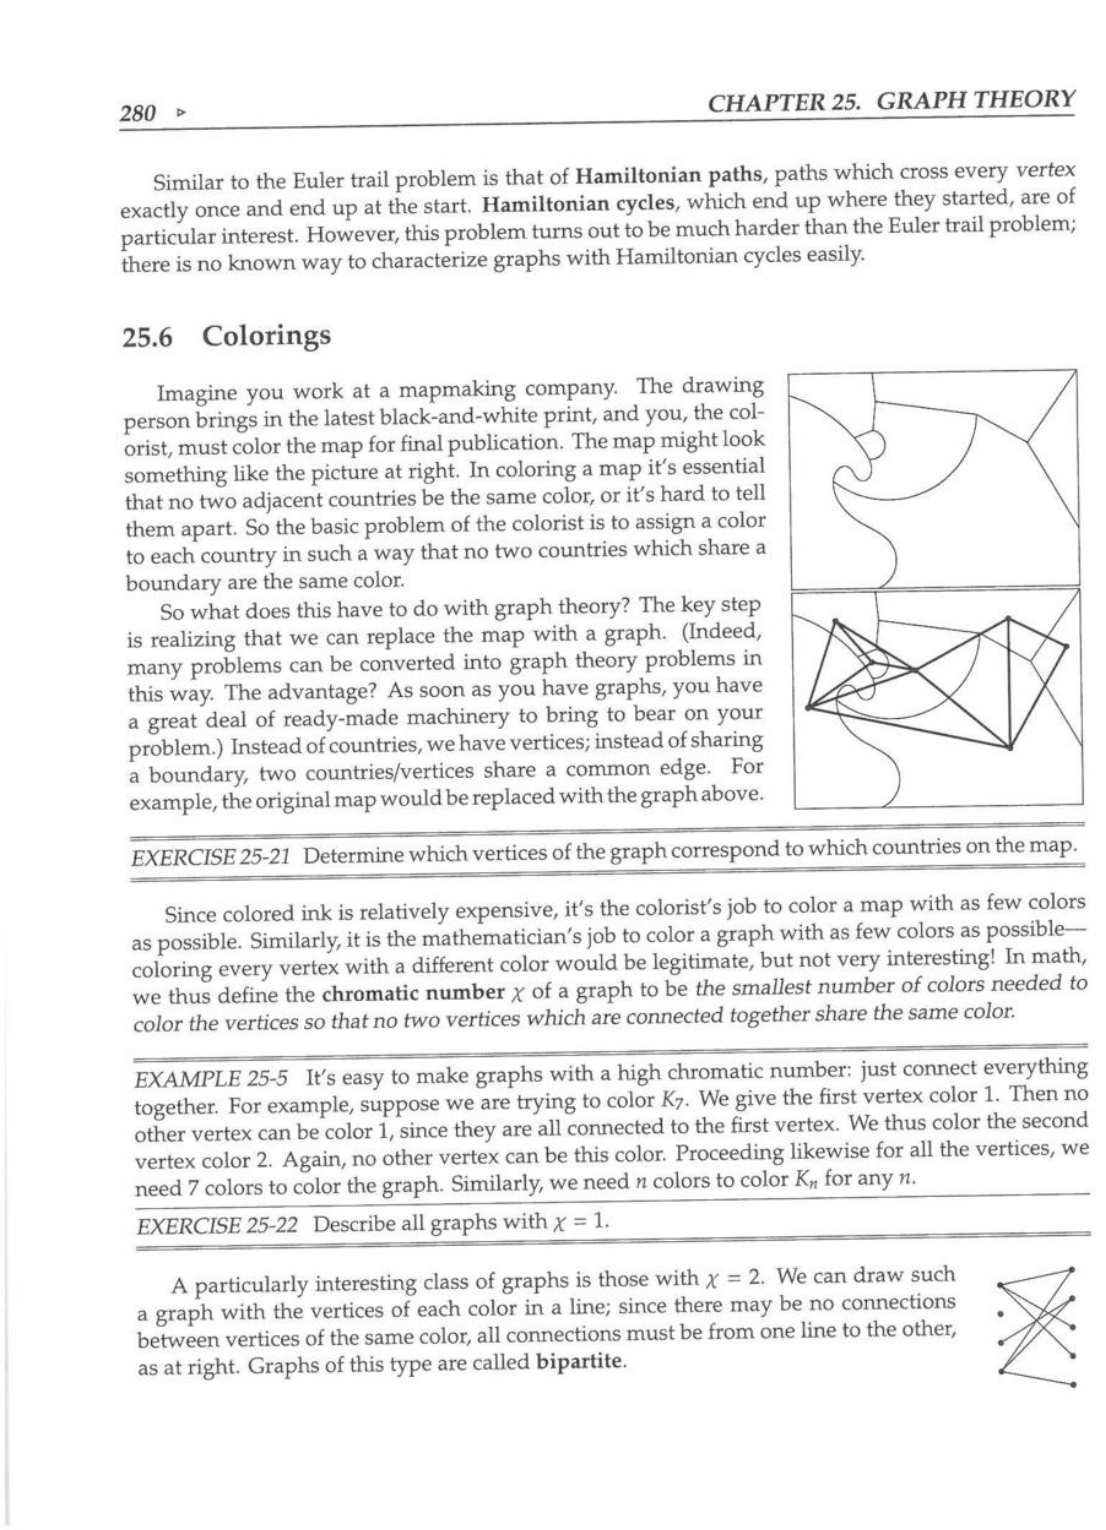 280 ▷ CHAPTER 25. GRAPH THEORY
Similar to the Euler trail problem is that of Hamiltonian paths, paths which cross every vertex
exactly once and end up at the start. Hamiltonian cycles, which end up where they started, are of
particular interest. However, this problem turns out to be much harder than the Euler trail problem;
there is no known way to characterize graphs with Hamiltonian cycles easily.
25.6 Colorings
Imagine you work at a mapmaking company. The drawing
person brings in the latest black-and-white print, and you, the col-
orist, must color the map for final publication. The map might look
something like the picture at right. In coloring a map it's essential
that no two adjacent countries be the same color, or it's hard to tell
them apart. So the basic problem of the colorist is to assign a color
to each country in such a way that no two countries which share a
boundary are the same color.
So what does this have to do with graph theory? The key step
is realizing that we can replace the map with a graph. (Indeed,
many problems can be converted into graph theory problems in
this way. The advantage? As soon as you have graphs, you have
a great deal of ready-made machinery to bring to bear on your
problem.) Instead of countries, we have vertices; instead of sharing
a boundary, two countries/vertices share a common edge. For
example, the original map would be replaced with the graph above.
EXERCISE 25-21 Determine which vertices of the graph correspond to which countries on the map.
Since colored ink is relatively expensive, it's the colorist's job to color a map with as few colors
as possible. Similarly, it is the mathematician's job to color a graph with as few colors as possible—
coloring every vertex with a different color would be legitimate, but not very interesting! In math,
we thus define the chromatic number χ of a graph to be the smallest number of colors needed to
color the vertices so that no two vertices which are connected together share the same color.
EXAMPLE 25-5 It's easy to make graphs with a high chromatic number: just connect everything
together. For example, suppose we are trying to color K₇. We give the first vertex color 1. Then no
other vertex can be color 1, since they are all connected to the first vertex. We thus color the second
vertex color 2. Again, no other vertex can be this color. Proceeding likewise for all the vertices, we
need 7 colors to color the graph. Similarly, we need n colors to color Kₙ for any n.
EXERCISE 25-22 Describe all graphs with χ = 1.
A particularly interesting class of graphs is those with χ = 2. We can draw such
a graph with the vertices of each color in a line; since there may be no connections
between vertices of the same color, all connections must be from one line to the other,
as at right. Graphs of this type are called bipartite.